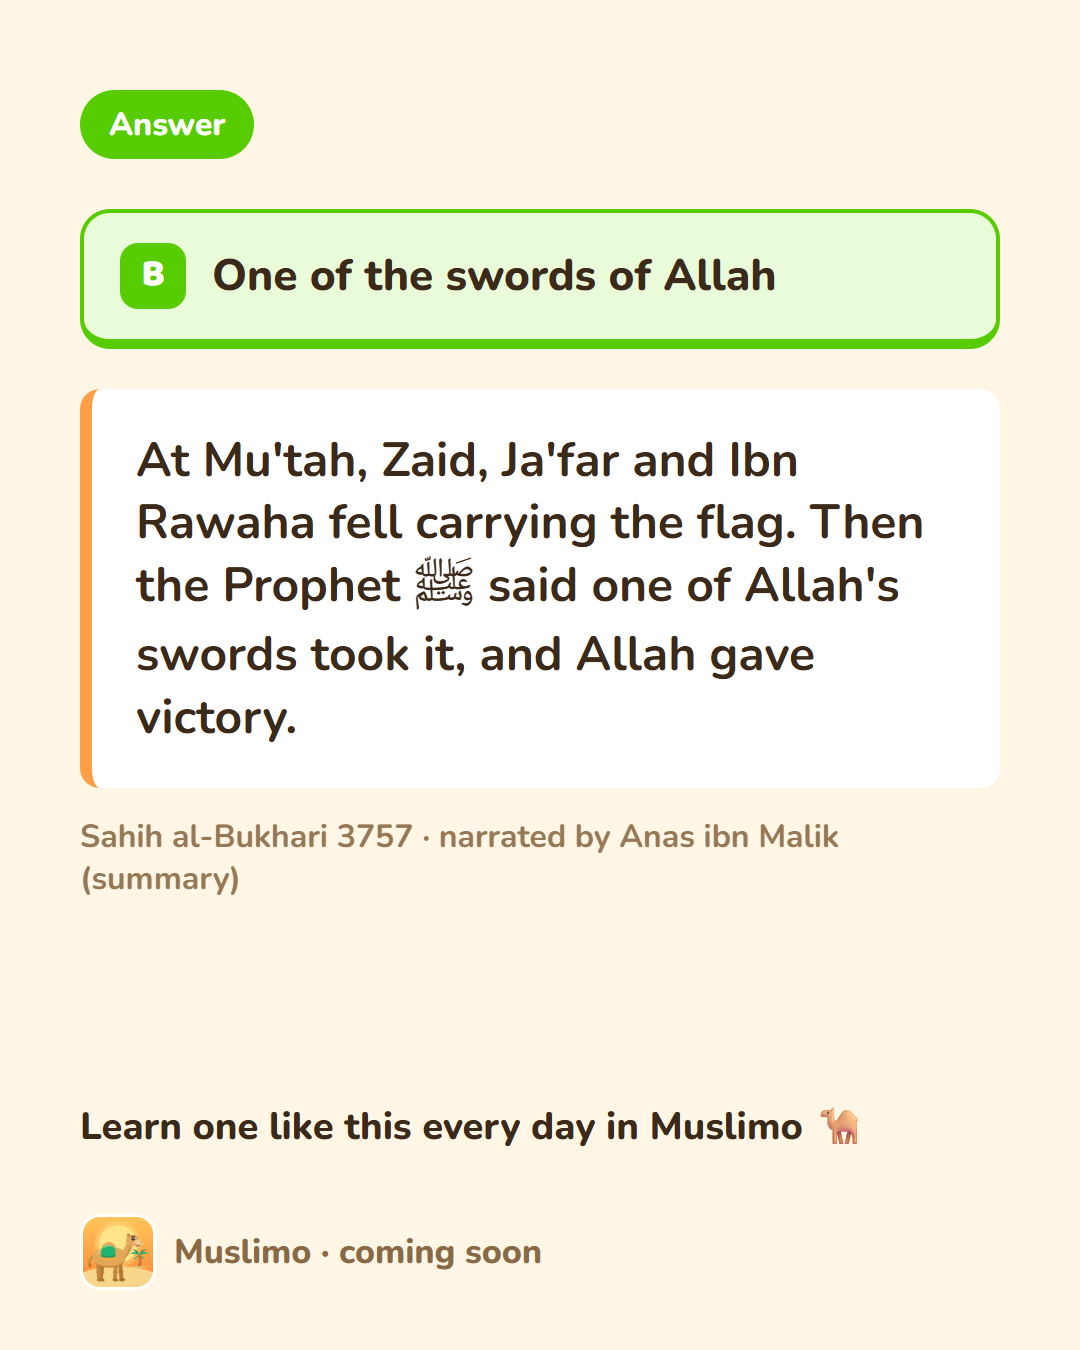 Answer
B One of the swords of Allah
At Mu'tah, Zaid, Ja'far and Ibn
Rawaha fell carrying the flag. Then
the Prophet ﷺ said one of Allah's
swords took it, and Allah gave
victory.
Sahih al-Bukhari 3757 · narrated by Anas ibn Malik
(summary)
Learn one like this every day in Muslimo 🐪
Muslimo · coming soon